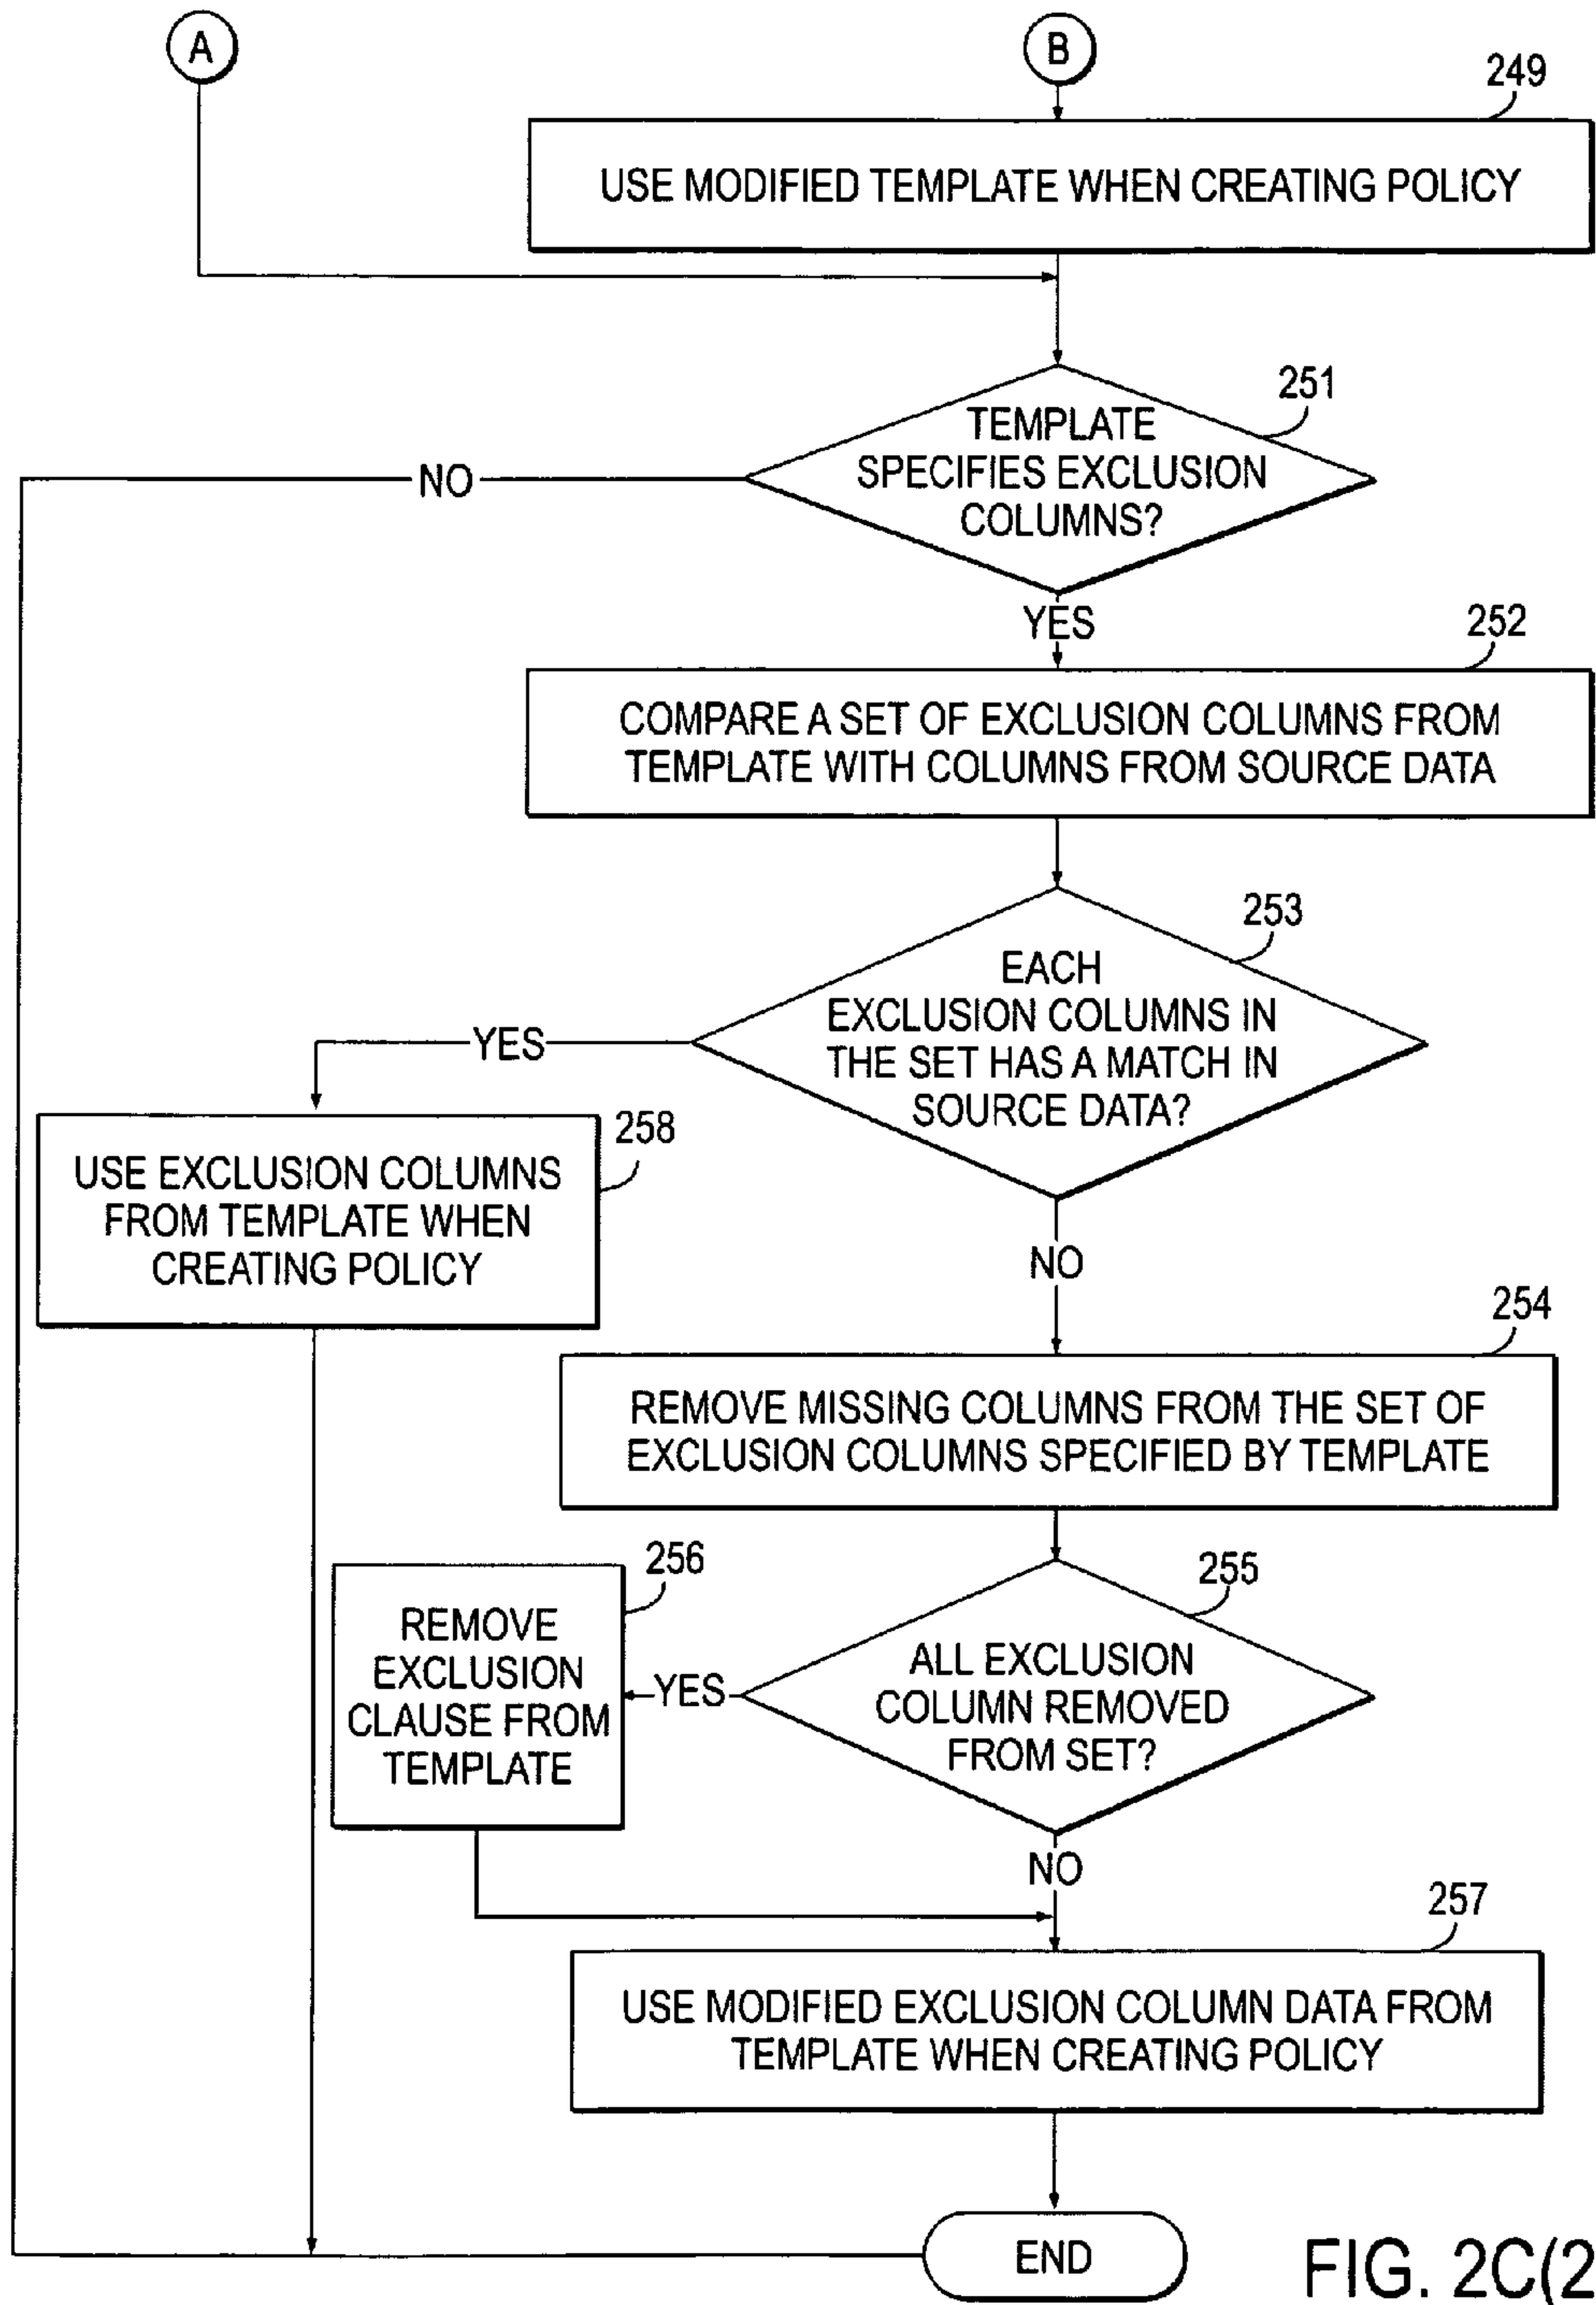 A
B
249
USE MODIFIED TEMPLATE WHEN CREATING POLICY
251
TEMPLATE
SPECIFIES EXCLUSION
COLUMNS?
NO
YES
252
COMPARE A SET OF EXCLUSION COLUMNS FROM
TEMPLATE WITH COLUMNS FROM SOURCE DATA
253
EACH
EXCLUSION COLUMNS IN
THE SET HAS A MATCH IN
SOURCE DATA?
YES
258
USE EXCLUSION COLUMNS
FROM TEMPLATE WHEN
CREATING POLICY
NO
254
REMOVE MISSING COLUMNS FROM THE SET OF
EXCLUSION COLUMNS SPECIFIED BY TEMPLATE
256
REMOVE
EXCLUSION
CLAUSE FROM
TEMPLATE
255
ALL EXCLUSION
COLUMN REMOVED
FROM SET?
YES
NO
257
USE MODIFIED EXCLUSION COLUMN DATA FROM
TEMPLATE WHEN CREATING POLICY
END
FIG. 2C(2